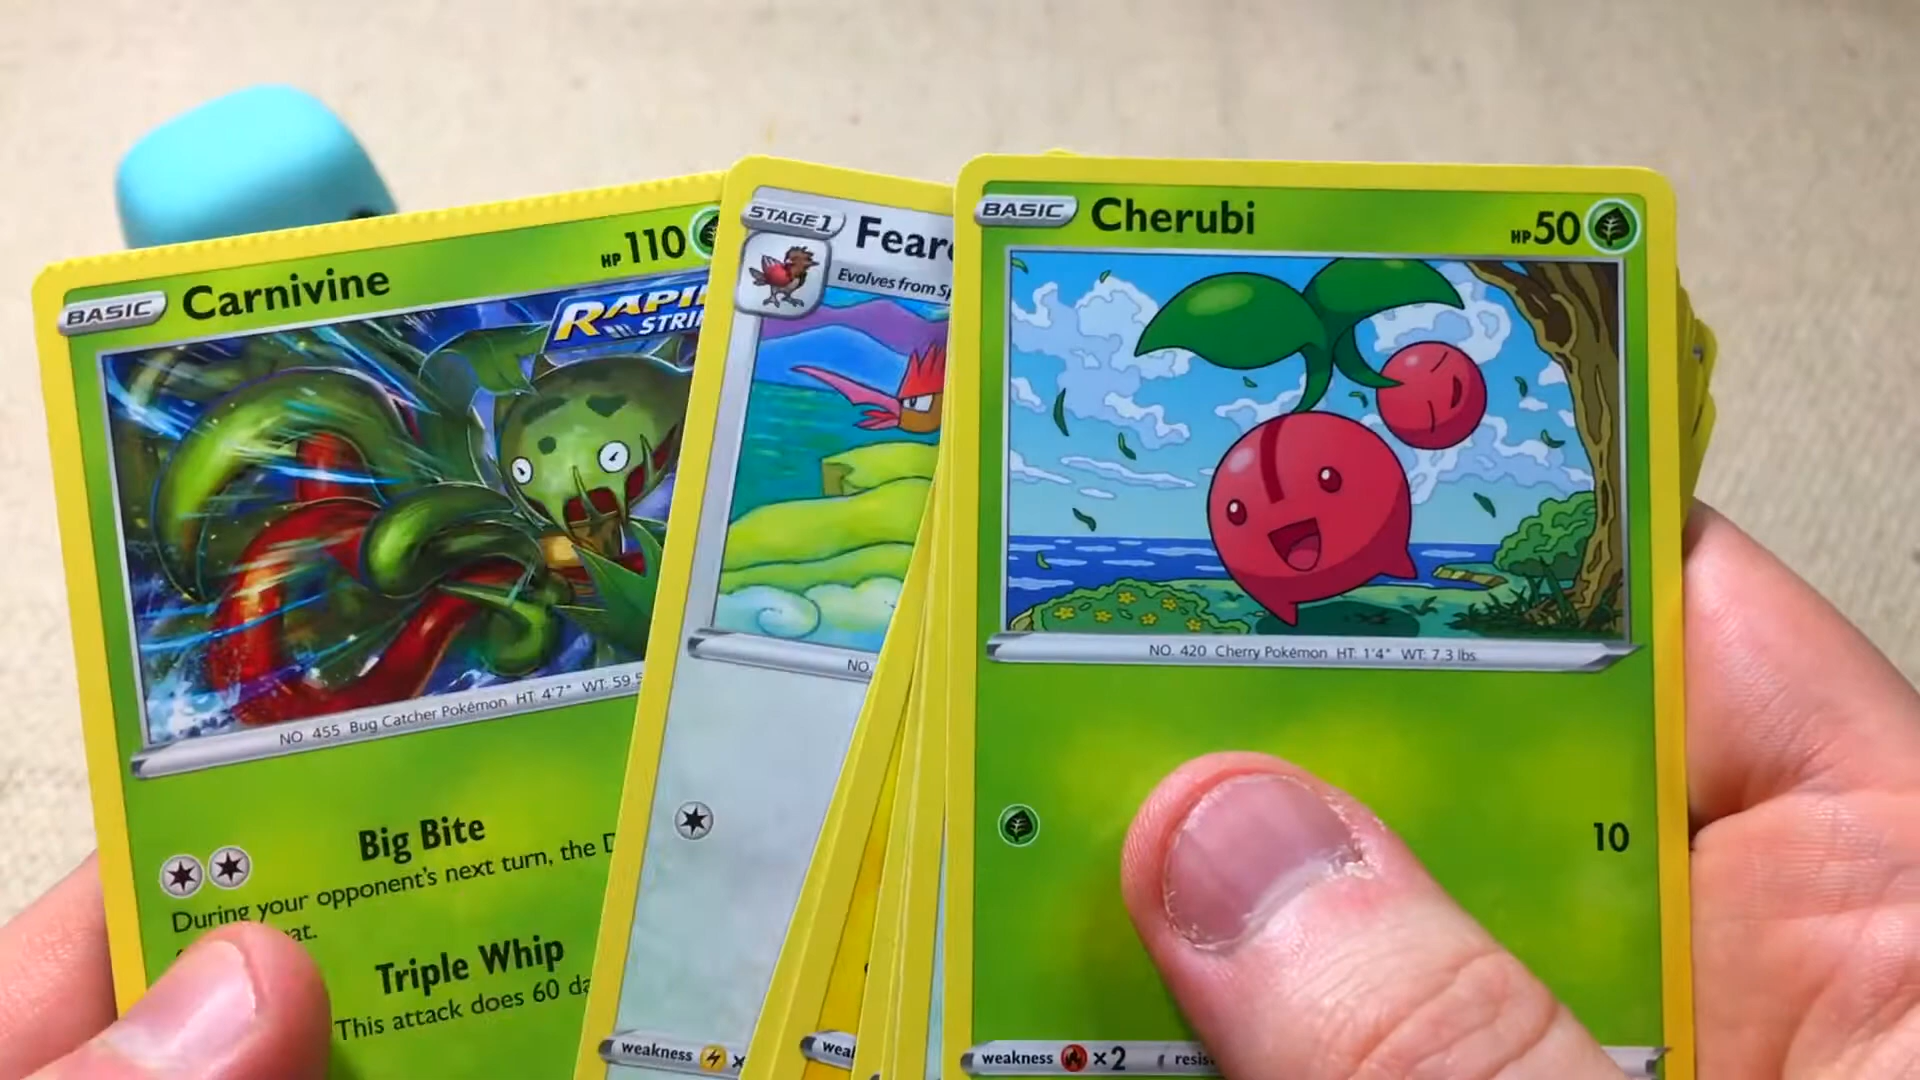 BASIC Carnivine HP 110
RAPI
STRI
NO. 455 Bug Catcher Pokémon HT: 4'7" WT: 59.5
Big Bite
During your opponent's next turn, the D
at.
Triple Whip
This attack does 60 da
STAGE 1 Fearo
Evolves from Sp
NO.
weakness ×
weak
BASIC Cherubi HP 50
NO. 420 Cherry Pokémon HT: 1'4" WT: 7.3 lbs.
10
weakness ×2 resis